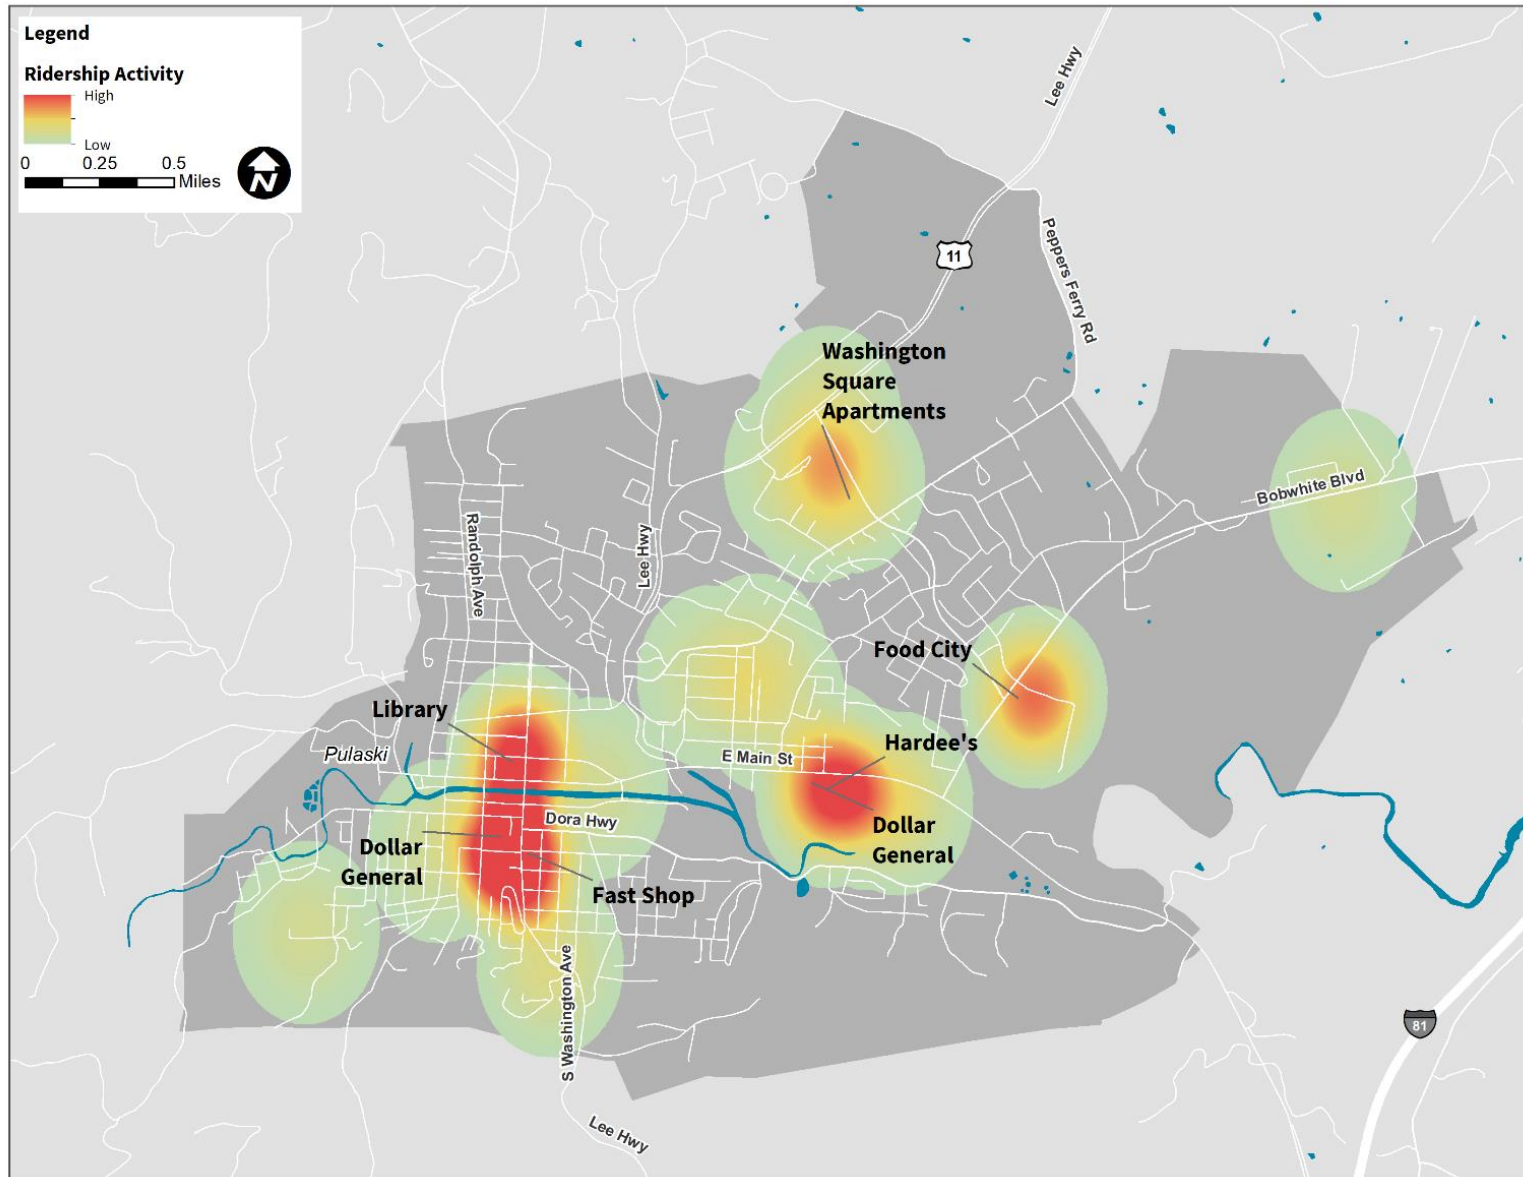 Legend
Ridership Activity
High
Low
0 0.25 0.5
Miles
N
Lee Hwy
11
Peppers Ferry Rd
Washington
Square
Apartments
Bobwhite Blvd
Randolph Ave
Lee Hwy
Food City
Library
Pulaski
E Main St
Hardee's
Dora Hwy
Dollar
General
Dollar
General
Fast Shop
S Washington Ave
81
Lee Hwy